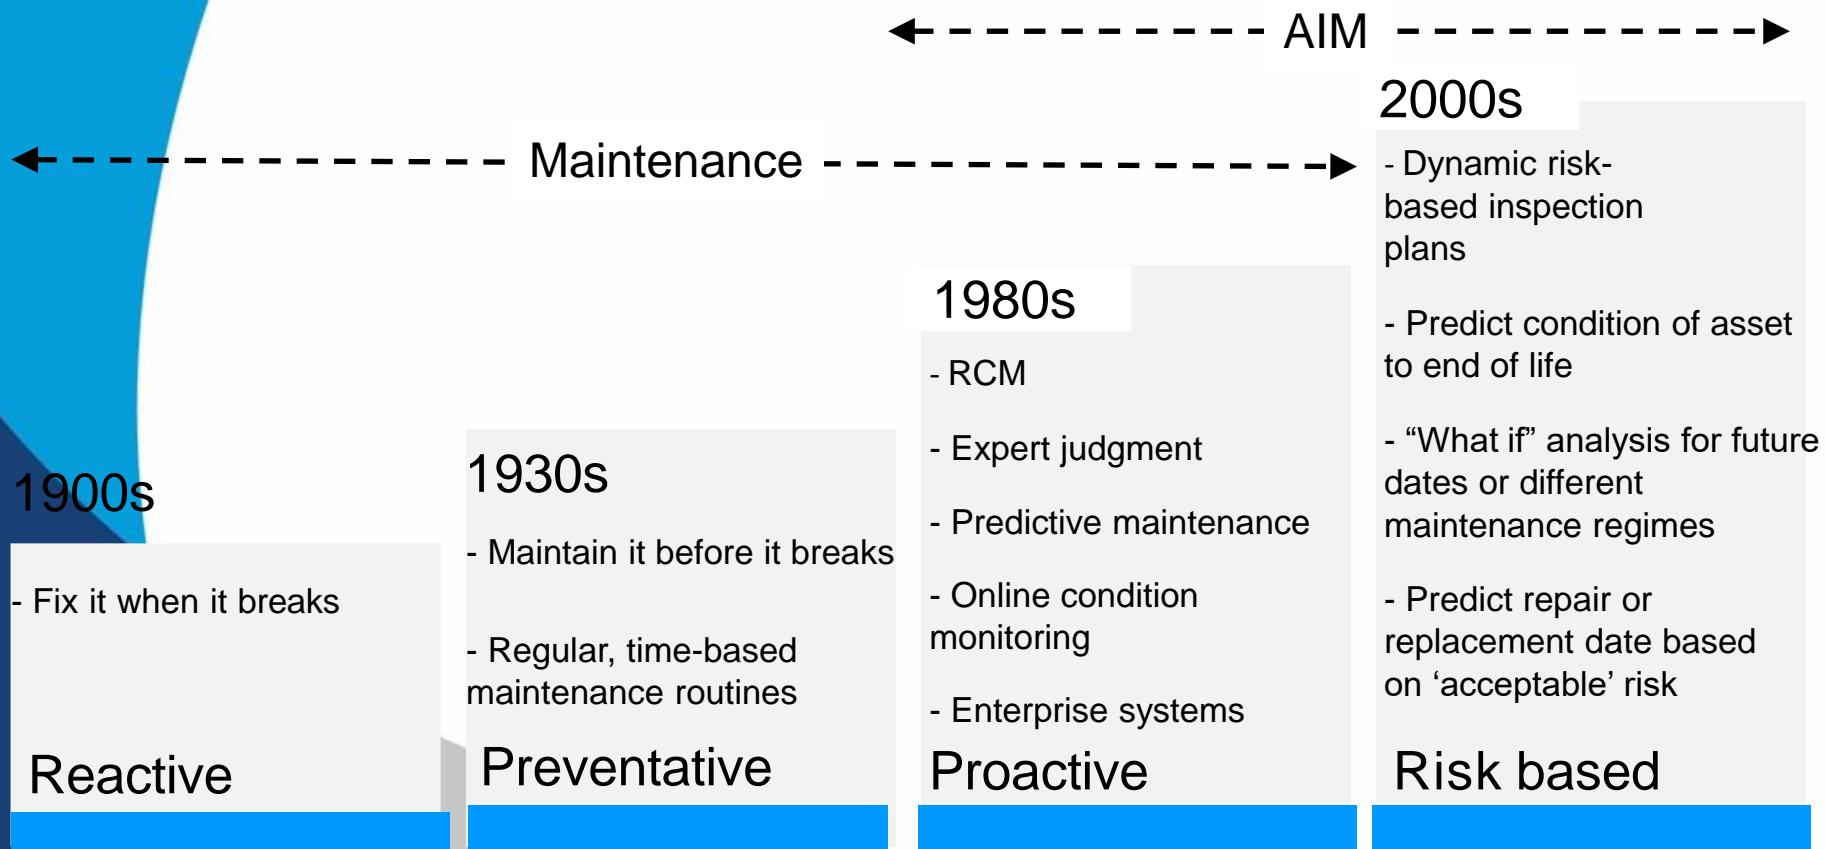 AIM
Maintenance
1900s
- Fix it when it breaks
Reactive
1930s
- Maintain it before it breaks
- Regular, time-based
maintenance routines
Preventative
1980s
- RCM
- Expert judgment
- Predictive maintenance
- Online condition
monitoring
- Enterprise systems
Proactive
2000s
- Dynamic risk-
based inspection
plans
- Predict condition of asset
to end of life
- “What if” analysis for future
dates or different
maintenance regimes
- Predict repair or
replacement date based
on ‘acceptable’ risk
Risk based